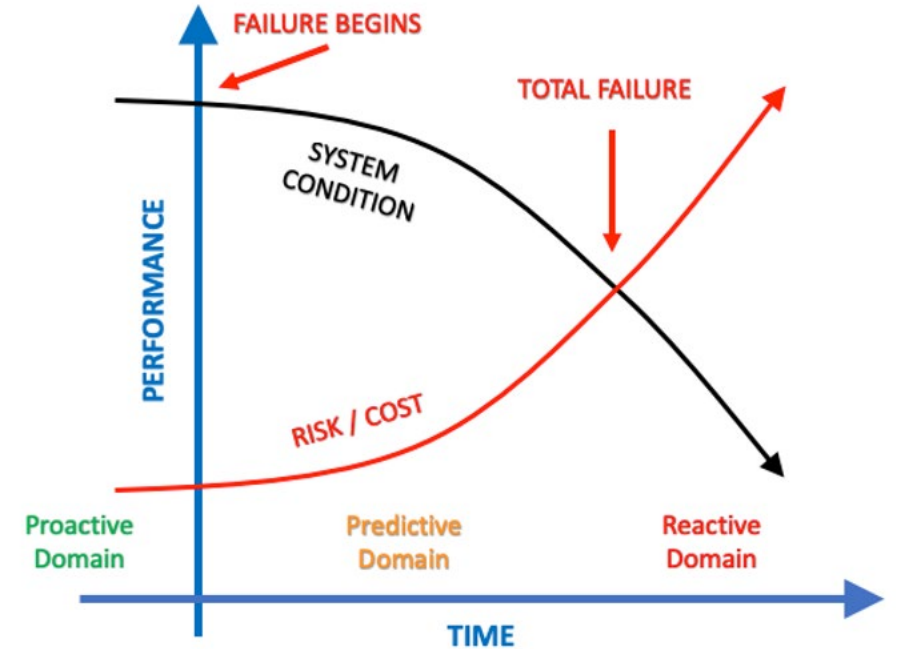 FAILURE BEGINS
TOTAL FAILURE
SYSTEM
CONDITION
PERFORMANCE
RISK / COST
Proactive
Domain
Predictive
Domain
Reactive
Domain
TIME